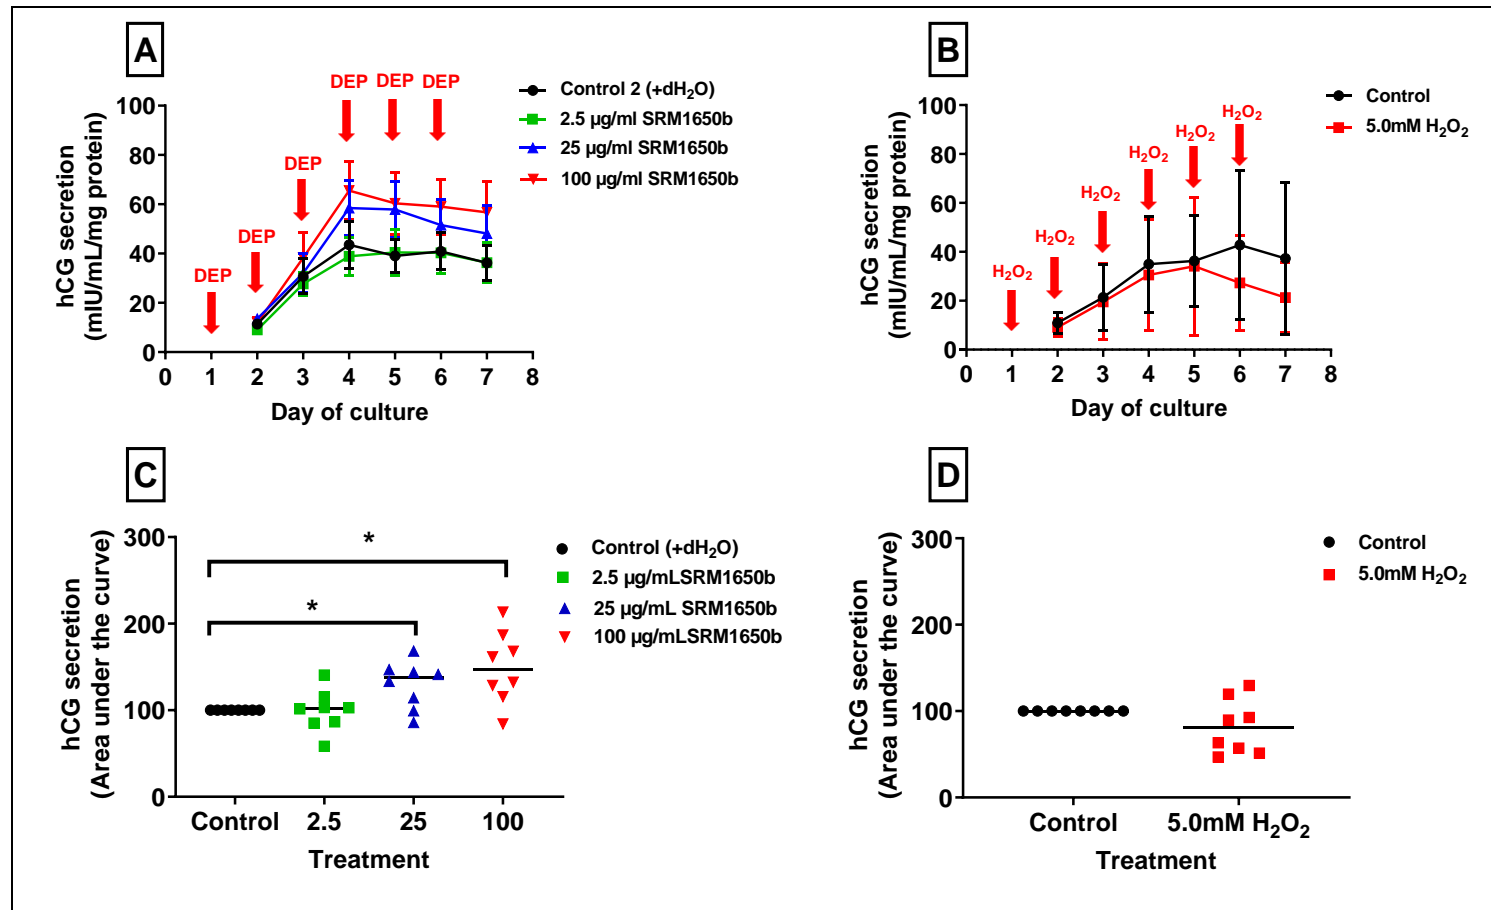 A
DEP
DEP
DEP
DEP
DEP
DEP
hCG secretion
(mIU/mL/mg protein)
100
80
60
40
20
0
0 1 2 3 4 5 6 7 8
Day of culture
Control 2 (+dH₂O)
2.5 µg/ml SRM1650b
25 µg/ml SRM1650b
100 µg/ml SRM1650b
B
H₂O₂
H₂O₂
H₂O₂
H₂O₂
H₂O₂
H₂O₂
hCG secretion
(mIU/mL/mg protein)
100
80
60
40
20
0
0 1 2 3 4 5 6 7 8
Day of culture
Control
5.0mM H₂O₂
C
hCG secretion
(Area under the curve)
300
200
100
0
*
*
Control 2.5 25 100
Treatment
Control (+dH₂O)
2.5 µg/mLSRM1650b
25 µg/mL SRM1650b
100 µg/mLSRM1650b
D
hCG secretion
(Area under the curve)
300
200
100
0
Control 5.0mM H₂O₂
Treatment
Control
5.0mM H₂O₂